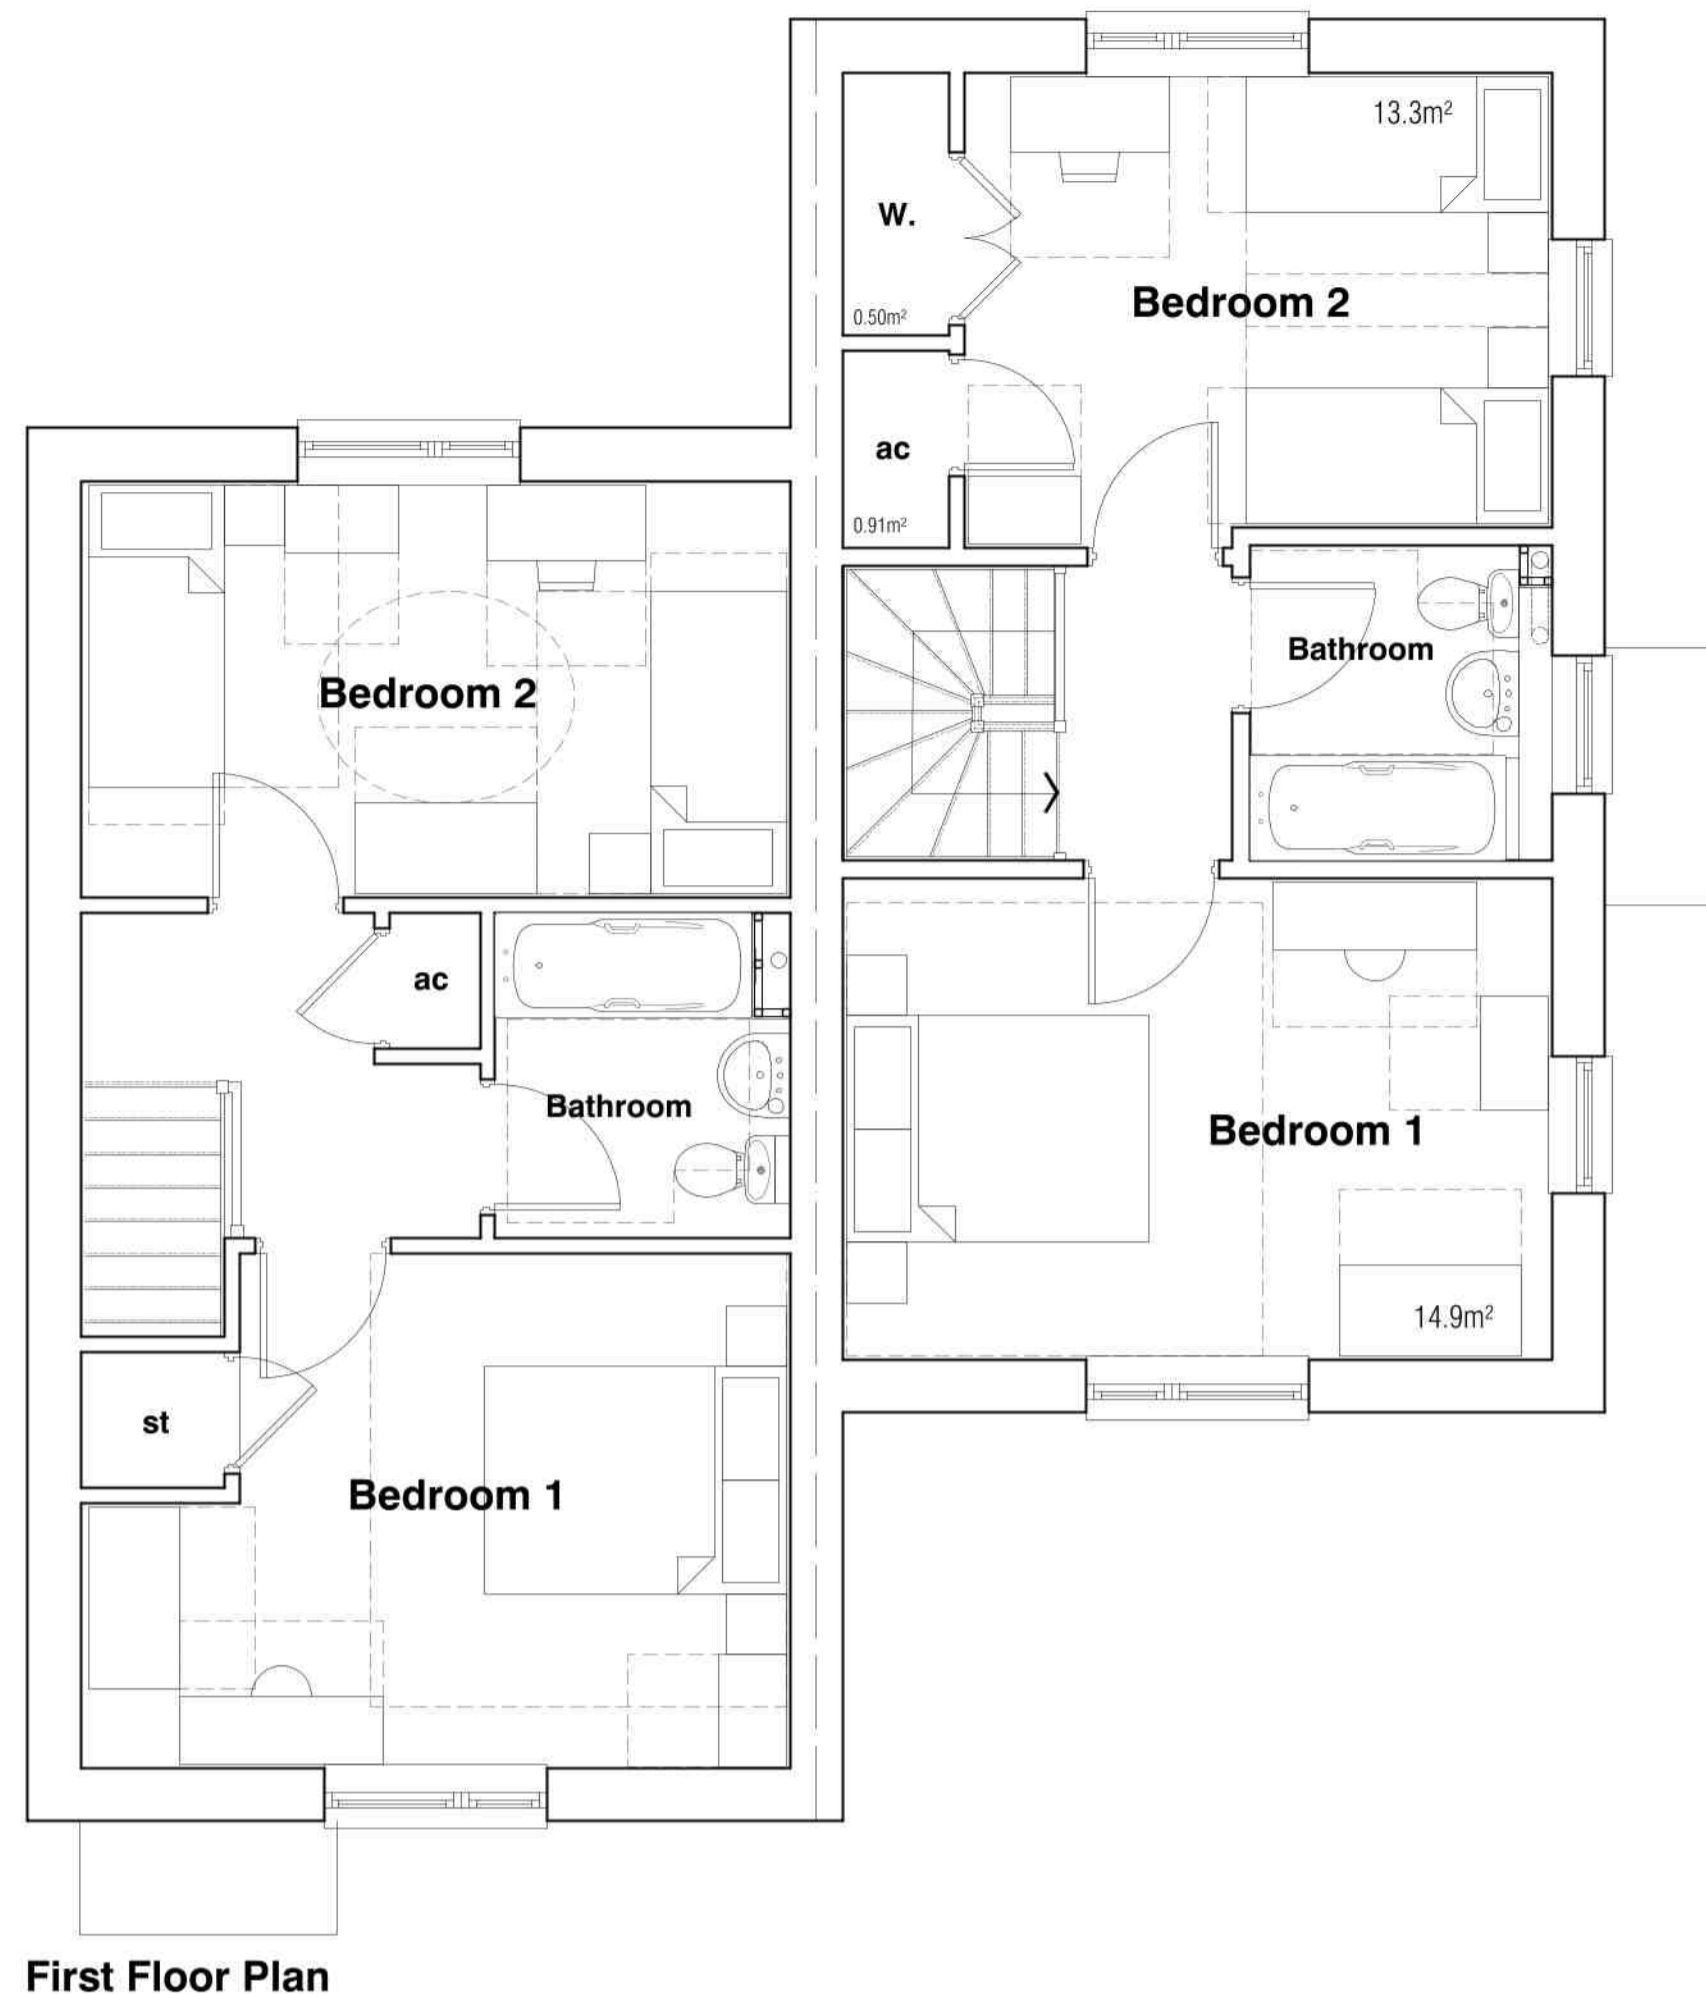 13.3m²
W.
Bedroom 2
0.50m²
ac
0.91m²
Bathroom
Bedroom 2
ac
Bathroom
Bedroom 1
14.9m²
st
Bedroom 1
First Floor Plan